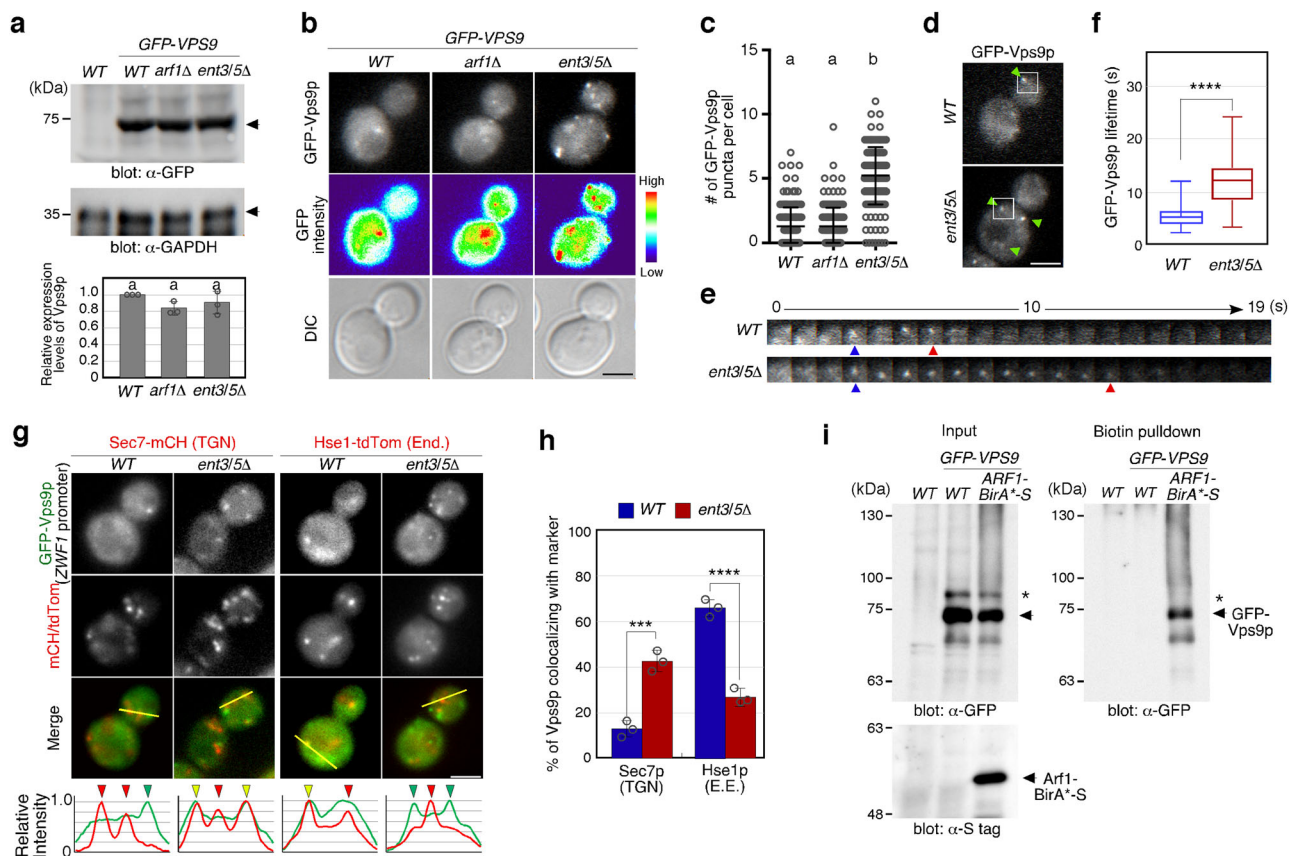 a
GFP-VPS9
WT WT arf1Δ ent3/5Δ
(kDa)
75
blot: α-GFP
35
blot: α-GAPDH
Relative expression
levels of Vps9p
a a a
1.0
0.8
0.6
0.4
0.2
0
WT arf1Δ ent3/5Δ
b
GFP-VPS9
WT arf1Δ ent3/5Δ
GFP-Vps9p
GFP
intensity
High
Low
DIC
c
# of GFP-Vps9p
puncta per cell
a a b
15
10
5
0
WT arf1Δ ent3/5Δ
d
GFP-Vps9p
WT
ent3/5Δ
f
GFP-Vps9p lifetime (s)
****
30
20
10
0
WT ent3/5Δ
e
0 10 19 (s)
WT
ent3/5Δ
g
Sec7-mCH (TGN) Hse1-tdTom (End.)
WT ent3/5Δ WT ent3/5Δ
GFP-Vps9p
(ZWF1 promoter)
mCH/tdTom
Merge
Relative
Intensity
1.0
0
h
WT ent3/5Δ
% of Vps9p colocalizing with marker
100
80
60
40
20
0
*** ****
Sec7p
(TGN)
Hse1p
(E.E.)
i
Input Biotin pulldown
GFP-VPS9 GFP-VPS9
WT WT ARF1-
BirA*-S
WT WT ARF1-
BirA*-S
(kDa) (kDa)
130 130
100 100
* *
75 75
GFP-
Vps9p
63 63
blot: α-GFP blot: α-GFP
63
Arf1-
BirA*-S
48
blot: α-S tag